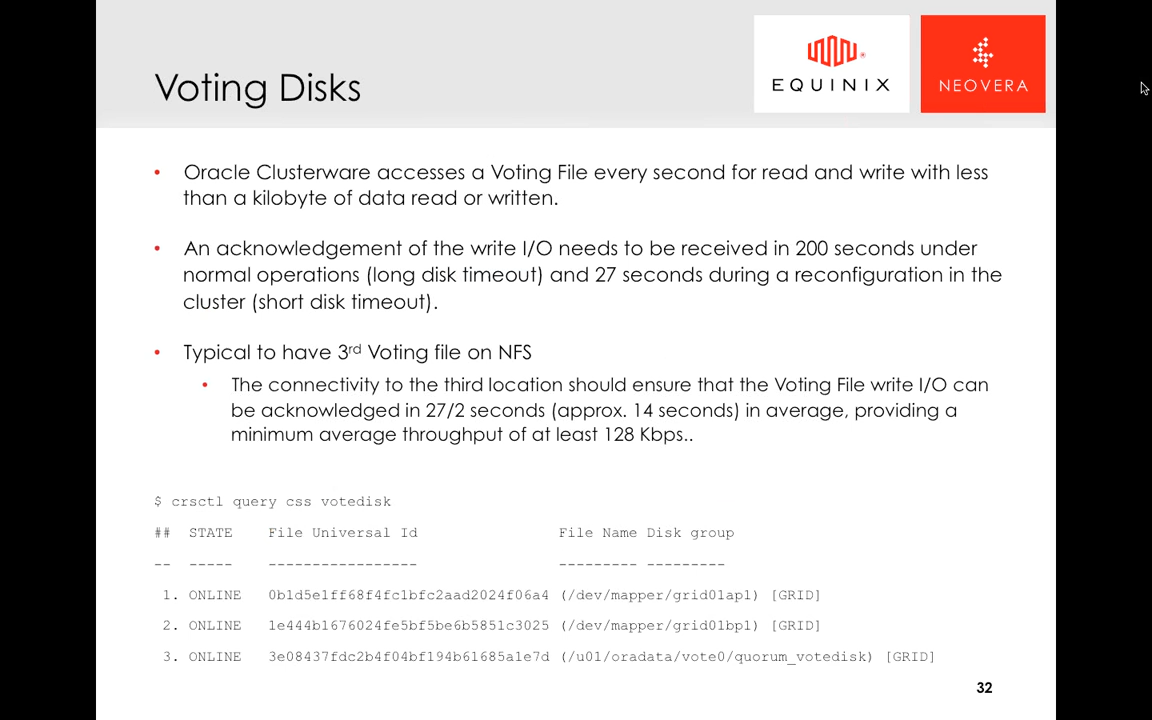 Voting Disks
EQUINIX
NEOVERA
• Oracle Clusterware accesses a Voting File every second for read and write with less
than a kilobyte of data read or written.
• An acknowledgement of the write I/O needs to be received in 200 seconds under
normal operations (long disk timeout) and 27 seconds during a reconfiguration in the
cluster (short disk timeout).
• Typical to have 3rd Voting file on NFS
• The connectivity to the third location should ensure that the Voting File write I/O can
be acknowledged in 27/2 seconds (approx. 14 seconds) in average, providing a
minimum average throughput of at least 128 Kbps..
$ crsctl query css votedisk
## STATE File Universal Id File Name Disk group
-- ----- ----------------- --------- ---------
1. ONLINE 0b1d5e1ff68f4fc1bfc2aad2024f06a4 (/dev/mapper/grid01ap1) [GRID]
2. ONLINE 1e444b1676024fe5bf5be6b5851c3025 (/dev/mapper/grid01bp1) [GRID]
3. ONLINE 3e08437fdc2b4f04bf194b61685a1e7d (/u01/oradata/vote0/quorum_votedisk) [GRID]
32